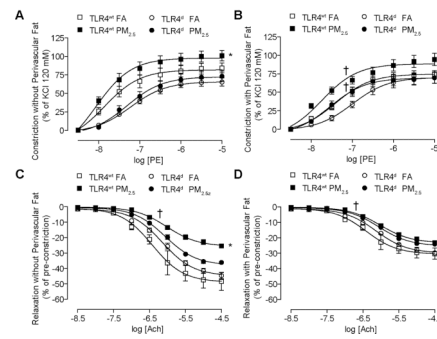 A
TLR4ʷᵗ FA TLR4ᵈ FA
TLR4ʷᵗ PM₂.₅ TLR4ᵈ PM₂.₅
Constriction without Perivascular Fat
(% of KCl 120 mM)
125
100
75
50
25
0
*
-8 -7 -6 -5
log [PE]
B
TLR4ʷᵗ FA TLR4ᵈ FA
TLR4ʷᵗ PM₂.₅ TLR4ᵈ PM₂.₅
Constriction with Perivascular Fat
(% of KCl 120 mM)
125
100
75
50
25
0
†
†
-8 -7 -6 -5
log [PE]
C
TLR4ʷᵗ FA TLR4ᵈ FA
TLR4ʷᵗ PM₂.₅ TLR4ᵈ
Relaxation without Perivascular Fat
(% of pre-constriction)
0
-10
-20
-30
-40
-50
-60
†
*
-8.5 -7.5 -6.5 -5.5 -4.5
log [Ach]
D
TLR4ʷᵗ FA TLR4ᵈ FA
TLR4ʷᵗ PM₂.₅ TLR4ᵈ PM₂.₅
Relaxation with Perivascular Fat
(% of pre-constriction)
0
-10
-20
-30
-40
-50
-60
†
-8.5 -7.5 -6.5 -5.5
log [Ach]